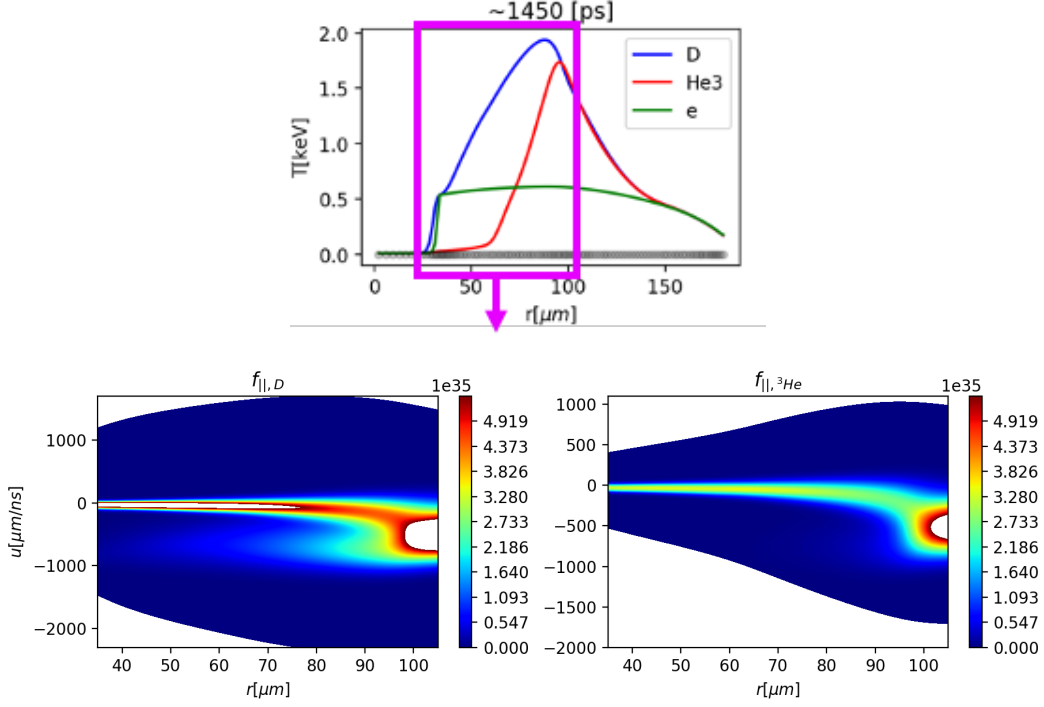 ~1450 [ps]
2.0
1.5
1.0
0.5
0.0
T[keV]
D
He3
e
0 50 100 150
r[μm]
f||,D
1e35
1000
0
−1000
−2000
u[μm/ns]
40 50 60 70 80 90 100
r[μm]
4.919
4.373
3.826
3.280
2.733
2.186
1.640
1.093
0.547
0.000
f||,³He
1e35
1000
500
0
−500
−1000
−1500
−2000
40 50 60 70 80 90 100
r[μm]
4.919
4.373
3.826
3.280
2.733
2.186
1.640
1.093
0.547
0.000